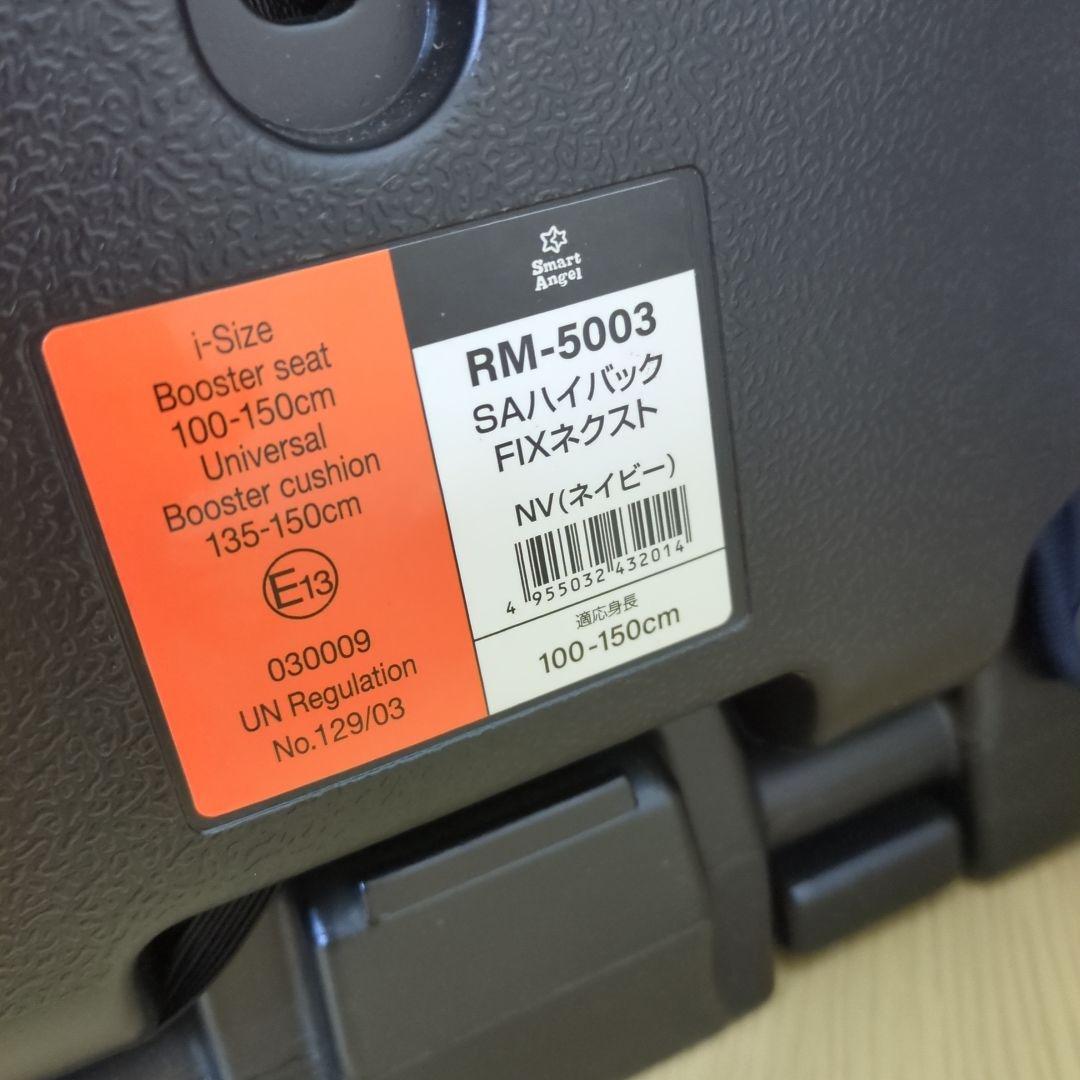 i-Size
Booster seat
100-150cm
Universal
Booster cushion
135-150cm
E13
030009
UN Regulation
No.129/03
Smart
Angel
RM-5003
SAハイバック
FIXネクスト
NV(ネイビー)
4 955032 432014
適応身長
100-150cm